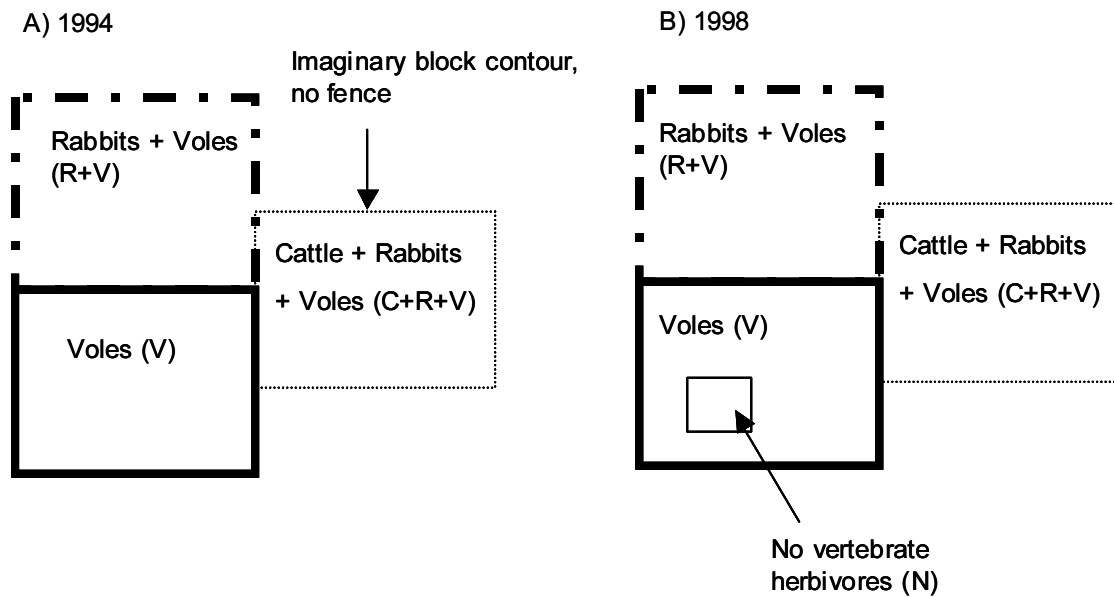 A) 1994
Imaginary block contour,
no fence
Rabbits + Voles
(R+V)
Cattle + Rabbits
+ Voles (C+R+V)
Voles (V)
B) 1998
Rabbits + Voles
(R+V)
Cattle + Rabbits
+ Voles (C+R+V)
Voles (V)
No vertebrate
herbivores (N)